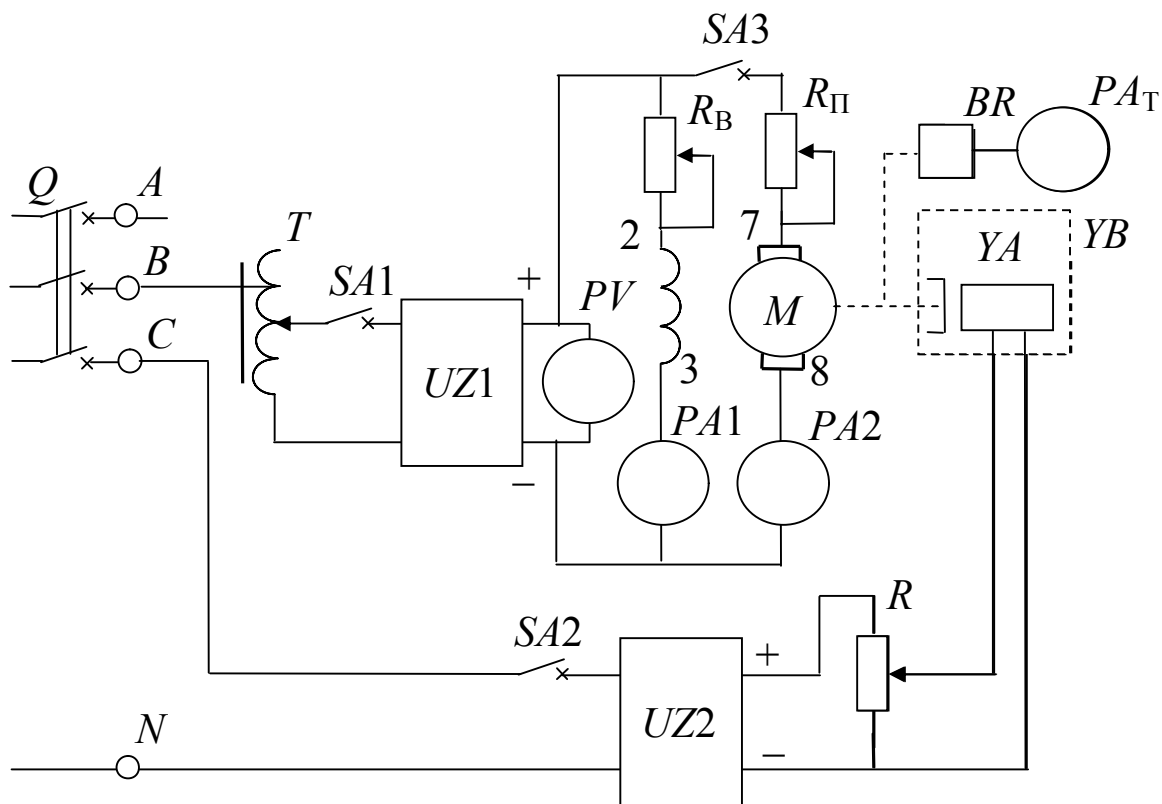 SA3
R_В
R_П
BR
PA_Т
Q
A
B
C
T
SA1
+
PV
2
7
YA
YB
M
UZ1
3
8
PA1
PA2
−
R
SA2
+
N
UZ2
−